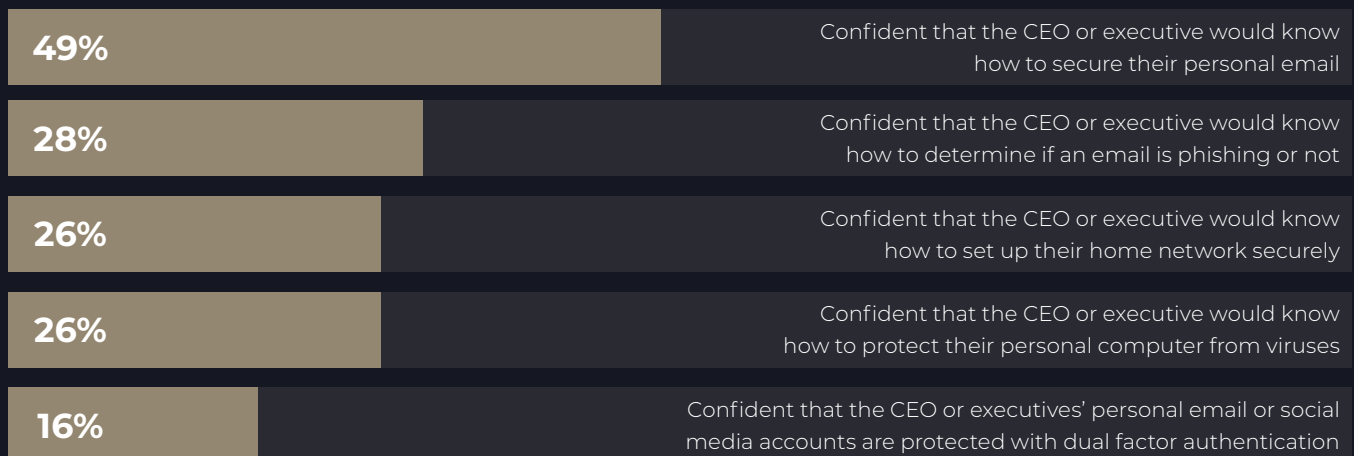 49%
Confident that the CEO or executive would know
how to secure their personal email
28%
Confident that the CEO or executive would know
how to determine if an email is phishing or not
26%
Confident that the CEO or executive would know
how to set up their home network securely
26%
Confident that the CEO or executive would know
how to protect their personal computer from viruses
16%
Confident that the CEO or executives’ personal email or social
media accounts are protected with dual factor authentication